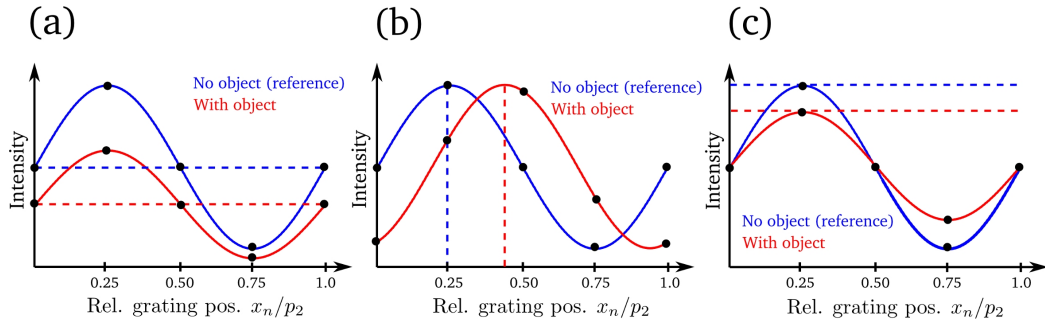 (a)
Intensity
No object (reference)
With object
0.25 0.50 0.75 1.0
Rel. grating pos. x_n/p_2
(b)
Intensity
No object (reference)
With object
0.25 0.50 0.75 1.0
Rel. grating pos. x_n/p_2
(c)
Intensity
No object (reference)
With object
0.25 0.50 0.75 1.0
Rel. grating pos. x_n/p_2